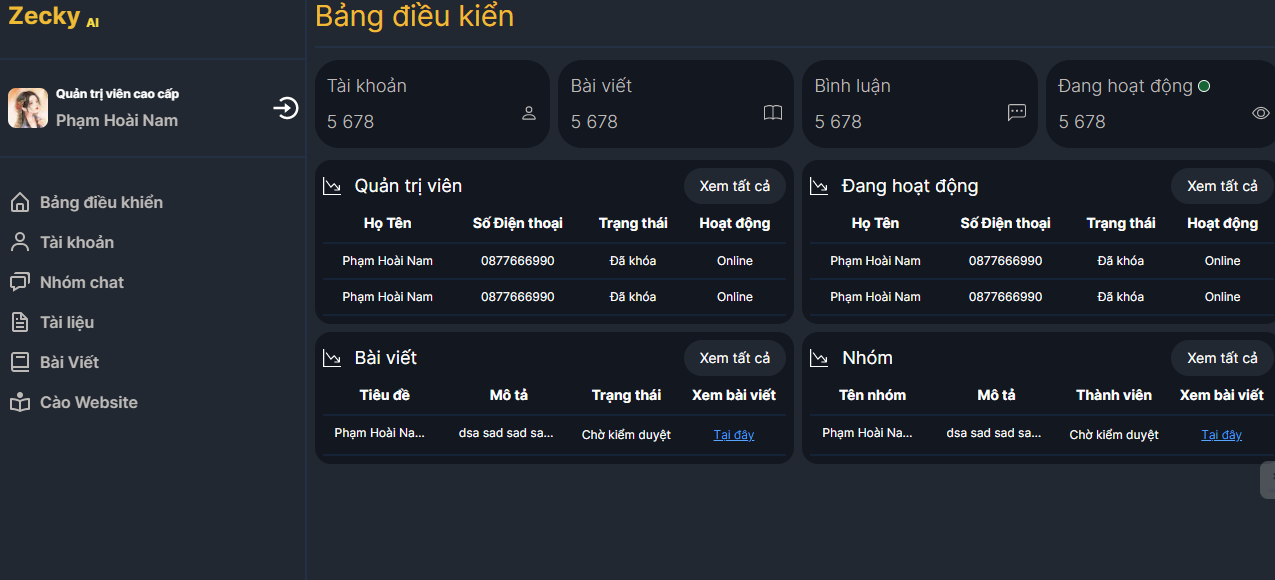 Zecky AI
Quản trị viên cao cấp
Phạm Hoài Nam
Bảng điều khiển
Tài khoản
Nhóm chat
Tài liệu
Bài Viết
Cào Website
Bảng điều kiển
Tài khoản
5 678
Bài viết
5 678
Bình luận
5 678
Đang hoạt động
5 678
Quản trị viên
Xem tất cả
Họ Tên Số Điện thoại Trạng thái Hoạt động
Phạm Hoài Nam 0877666990 Đã khóa Online
Phạm Hoài Nam 0877666990 Đã khóa Online
Đang hoạt động
Xem tất cả
Họ Tên Số Điện thoại Trạng thái Hoạt động
Phạm Hoài Nam 0877666990 Đã khóa Online
Phạm Hoài Nam 0877666990 Đã khóa Online
Bài viết
Xem tất cả
Tiêu đề Mô tả Trạng thái Xem bài viết
Phạm Hoài Na... dsa sad sad sa... Chờ kiểm duyệt Tại đây
Nhóm
Xem tất cả
Tên nhóm Mô tả Thành viên Xem bài viết
Phạm Hoài Na... dsa sad sad sa... Chờ kiểm duyệt Tại đây